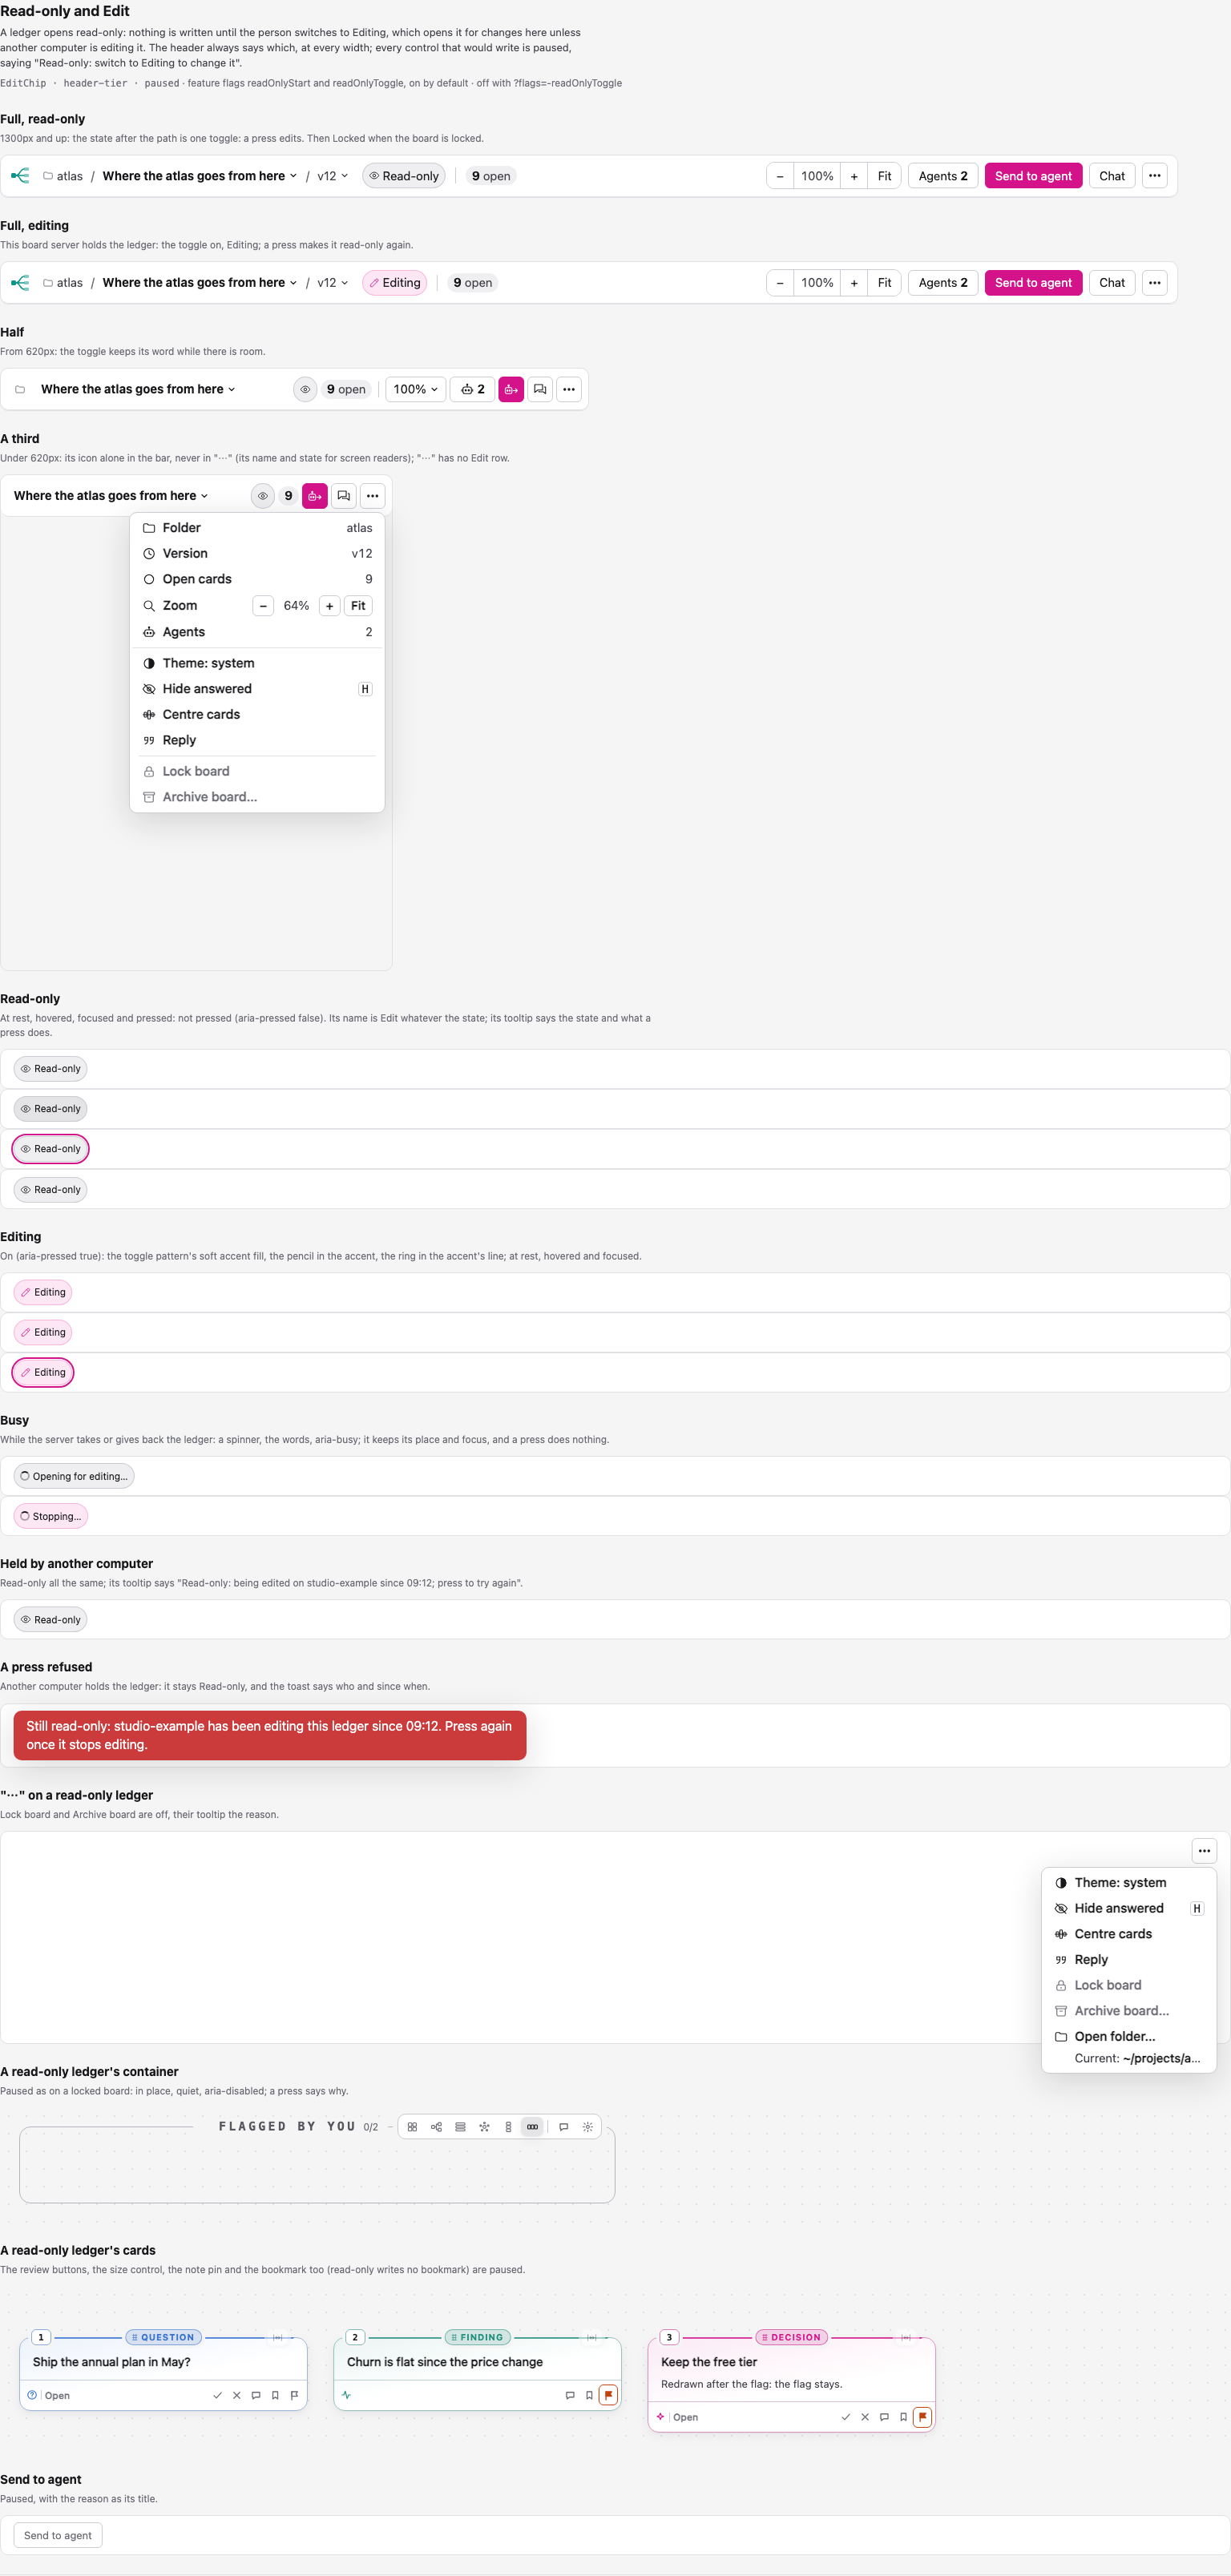 Read-only and Edit
A ledger opens read-only: nothing is written until the person switches to Editing, which opens it for changes here unless
another computer is editing it. The header always says which, at every width; every control that would write is paused,
saying "Read-only: switch to Editing to change it".
EditChip · header-tier · paused · feature flags readOnlyStart and readOnlyToggle, on by default · off with ?flags=-readOnlyToggle
Full, read-only
1300px and up: the state after the path is one toggle: a press edits. Then Locked when the board is locked.
atlas / Where the atlas goes from here / v12 Read-only 9 open − 100% + Fit Agents 2 Send to agent Chat ···
Full, editing
This board server holds the ledger: the toggle on, Editing; a press makes it read-only again.
atlas / Where the atlas goes from here / v12 Editing 9 open − 100% + Fit Agents 2 Send to agent Chat ···
Half
From 620px: the toggle keeps its word while there is room.
Where the atlas goes from here 9 open 100% 2 ···
A third
Under 620px: its icon alone in the bar, never in "···" (its name and state for screen readers); "···" has no Edit row.
Where the atlas goes from here 9 ···
Folder atlas
Version v12
Open cards 9
Zoom − 64% + Fit
Agents 2
Theme: system
Hide answered H
Centre cards
Reply
Lock board
Archive board...
Read-only
At rest, hovered, focused and pressed: not pressed (aria-pressed false). Its name is Edit whatever the state; its tooltip says the state and what a
press does.
Read-only
Read-only
Read-only
Read-only
Editing
On (aria-pressed true): the toggle pattern's soft accent fill, the pencil in the accent, the ring in the accent's line; at rest, hovered and focused.
Editing
Editing
Editing
Busy
While the server takes or gives back the ledger: a spinner, the words, aria-busy; it keeps its place and focus, and a press does nothing.
Opening for editing...
Stopping...
Held by another computer
Read-only all the same; its tooltip says "Read-only: being edited on studio-example since 09:12; press to try again".
Read-only
A press refused
Another computer holds the ledger: it stays Read-only, and the toast says who and since when.
Still read-only: studio-example has been editing this ledger since 09:12. Press again
once it stops editing.
"···" on a read-only ledger
Lock board and Archive board are off, their tooltip the reason.
···
Theme: system
Hide answered H
Centre cards
Reply
Lock board
Archive board...
Open folder...
Current: ~/projects/a...
A read-only ledger's container
Paused as on a locked board: in place, quiet, aria-disabled; a press says why.
FLAGGED BY YOU 0/2
A read-only ledger's cards
The review buttons, the size control, the note pin and the bookmark too (read-only writes no bookmark) are paused.
1 QUESTION
Ship the annual plan in May?
Open
2 FINDING
Churn is flat since the price change
3 DECISION
Keep the free tier
Redrawn after the flag: the flag stays.
Open
Send to agent
Paused, with the reason as its title.
Send to agent